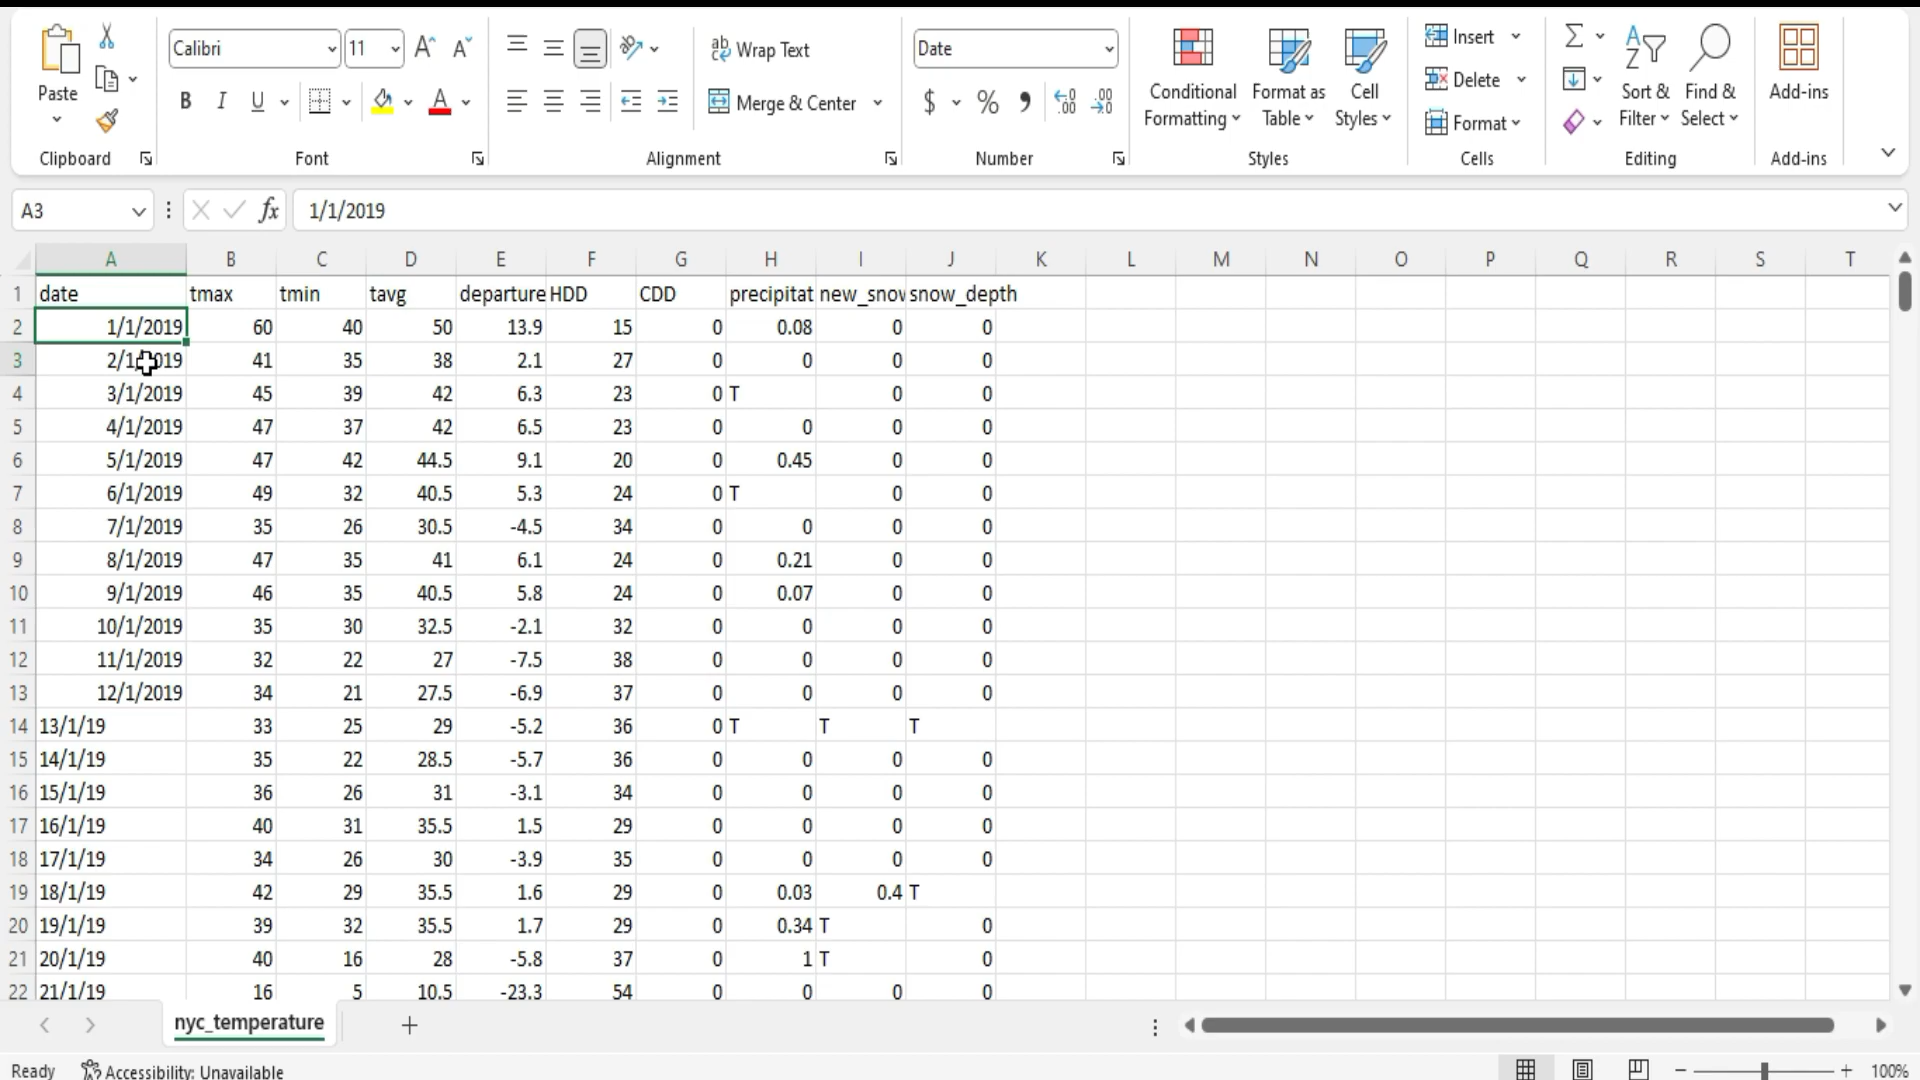 Paste
Clipboard
Calibri 11
B I U
Font
Wrap Text
Merge & Center
Alignment
Date
$ % ,
Number
Conditional Formatting
Format as Table
Cell Styles
Styles
Insert
Delete
Format
Cells
Sort & Filter
Find & Select
Editing
Add-ins
Add-ins
A3 fx 1/1/2019
A B C D E F G H I J K L M N O P Q R S T
1 date tmax tmin tavg departure HDD CDD precipitat new_snov snow_depth
2 1/1/2019 60 40 50 13.9 15 0 0.08 0 0
3 2/1/2019 41 35 38 2.1 27 0 0 0 0
4 3/1/2019 45 39 42 6.3 23 0 T 0 0
5 4/1/2019 47 37 42 6.5 23 0 0 0 0
6 5/1/2019 47 42 44.5 9.1 20 0 0.45 0 0
7 6/1/2019 49 32 40.5 5.3 24 0 T 0 0
8 7/1/2019 35 26 30.5 -4.5 34 0 0 0 0
9 8/1/2019 47 35 41 6.1 24 0 0.21 0 0
10 9/1/2019 46 35 40.5 5.8 24 0 0.07 0 0
11 10/1/2019 35 30 32.5 -2.1 32 0 0 0 0
12 11/1/2019 32 22 27 -7.5 38 0 0 0 0
13 12/1/2019 34 21 27.5 -6.9 37 0 0 0 0
14 13/1/19 33 25 29 -5.2 36 0 T T T
15 14/1/19 35 22 28.5 -5.7 36 0 0 0 0
16 15/1/19 36 26 31 -3.1 34 0 0 0 0
17 16/1/19 40 31 35.5 1.5 29 0 0 0 0
18 17/1/19 34 26 30 -3.9 35 0 0 0 0
19 18/1/19 42 29 35.5 1.6 29 0 0.03 0.4 T
20 19/1/19 39 32 35.5 1.7 29 0 0.34 T 0
21 20/1/19 40 16 28 -5.8 37 0 1 T 0
22 21/1/19 16 5 10.5 -23.3 54 0 0 0 0
nyc_temperature
Ready Accessibility: Unavailable 100%